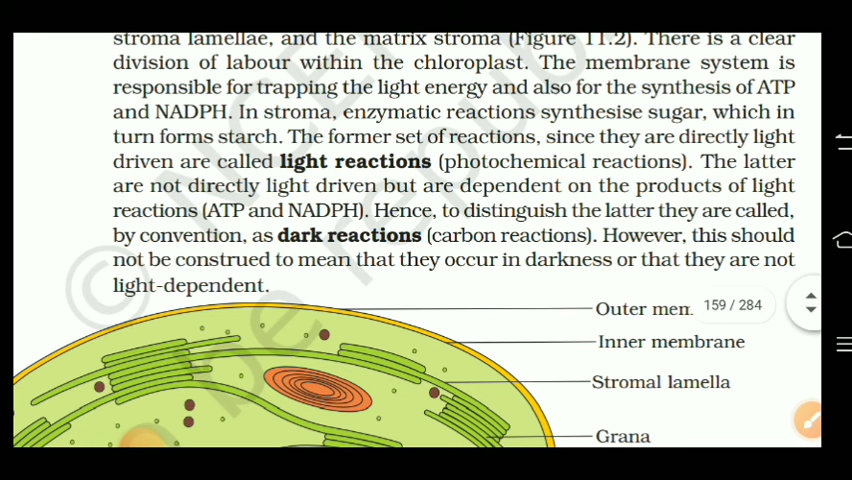 stroma lamellae, and the matrix stroma (Figure 11.2). There is a clear
division of labour within the chloroplast. The membrane system is
responsible for trapping the light energy and also for the synthesis of ATP
and NADPH. In stroma, enzymatic reactions synthesise sugar, which in
turn forms starch. The former set of reactions, since they are directly light
driven are called light reactions (photochemical reactions). The latter
are not directly light driven but are dependent on the products of light
reactions (ATP and NADPH). Hence, to distinguish the latter they are called,
by convention, as dark reactions (carbon reactions). However, this should
not be construed to mean that they occur in darkness or that they are not
light-dependent.
Outer mem
159 / 284
Inner membrane
Stromal lamella
Grana
© NCERT
be republ